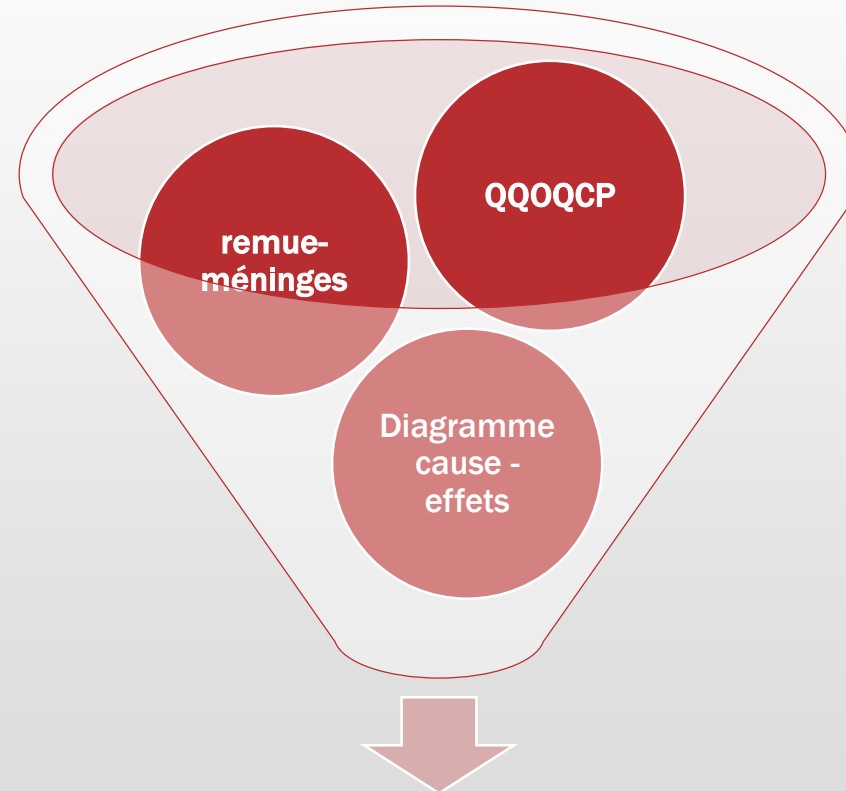 remue-
méninges
QQOQCP
Diagramme
cause -
effets